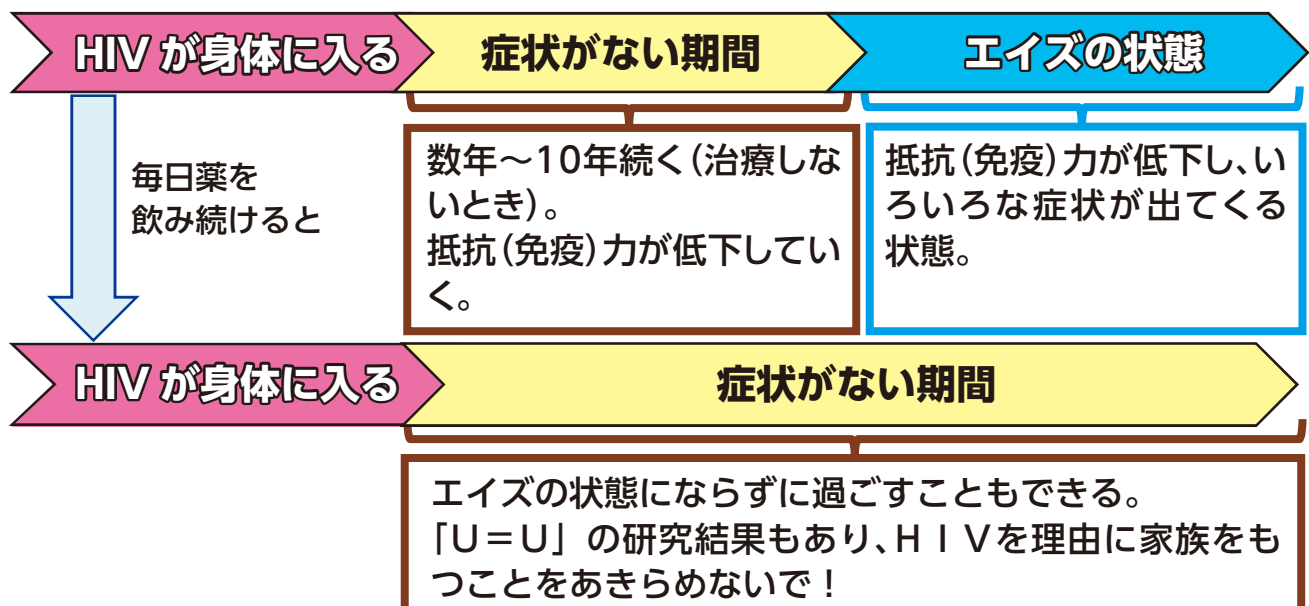 HIVが身体に入る
症状がない期間
エイズの状態
毎日薬を
飲み続けると
数年~10年続く(治療しな
いとき)。
抵抗(免疫)力が低下してい
く。
抵抗(免疫)力が低下し、い
ろいろな症状が出てくる
状態。
HIVが身体に入る
症状がない期間
エイズの状態にならずに過ごすこともできる。
「U=U」の研究結果もあり、HIVを理由に家族をも
つことをあきらめないで!